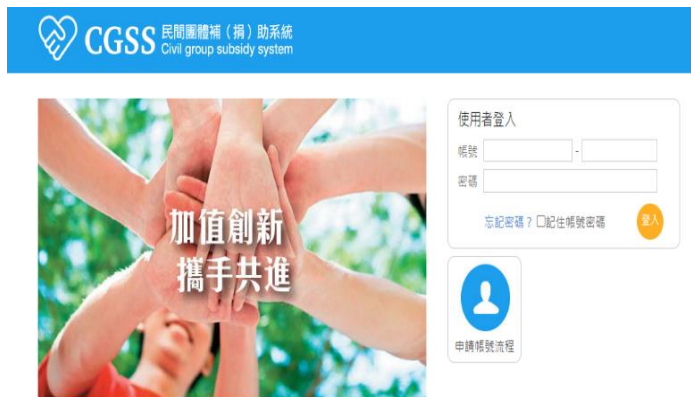 CGSS 民間團體補（捐）助系統
Civil group subsidy system
加值創新
攜手共進
使用者登入
帳號 -
密碼
忘記密碼？ 記住帳號密碼 登入
申請帳號流程